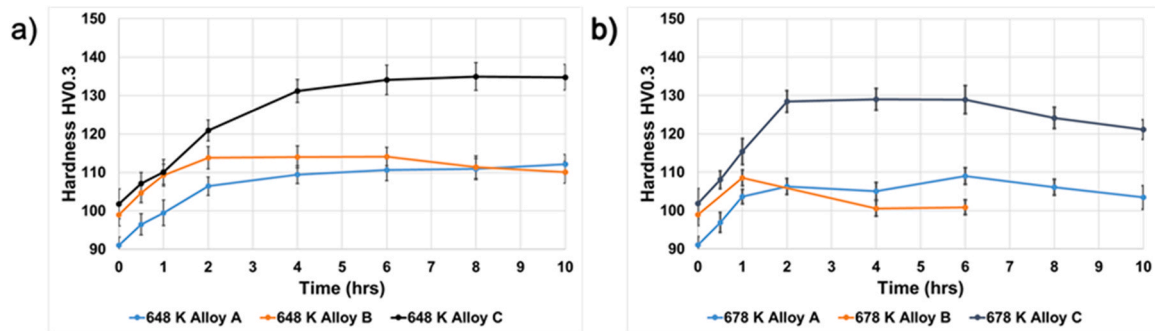 a)
Hardness HV0.3
150
140
130
120
110
100
90
0 1 2 3 4 5 6 7 8 9 10
Time (hrs)
648 K Alloy A 648 K Alloy B 648 K Alloy C
b)
Hardness HV0.3
150
140
130
120
110
100
90
0 1 2 3 4 5 6 7 8 9 10
Time (hrs)
678 K Alloy A 678 K Alloy B 678 K Alloy C